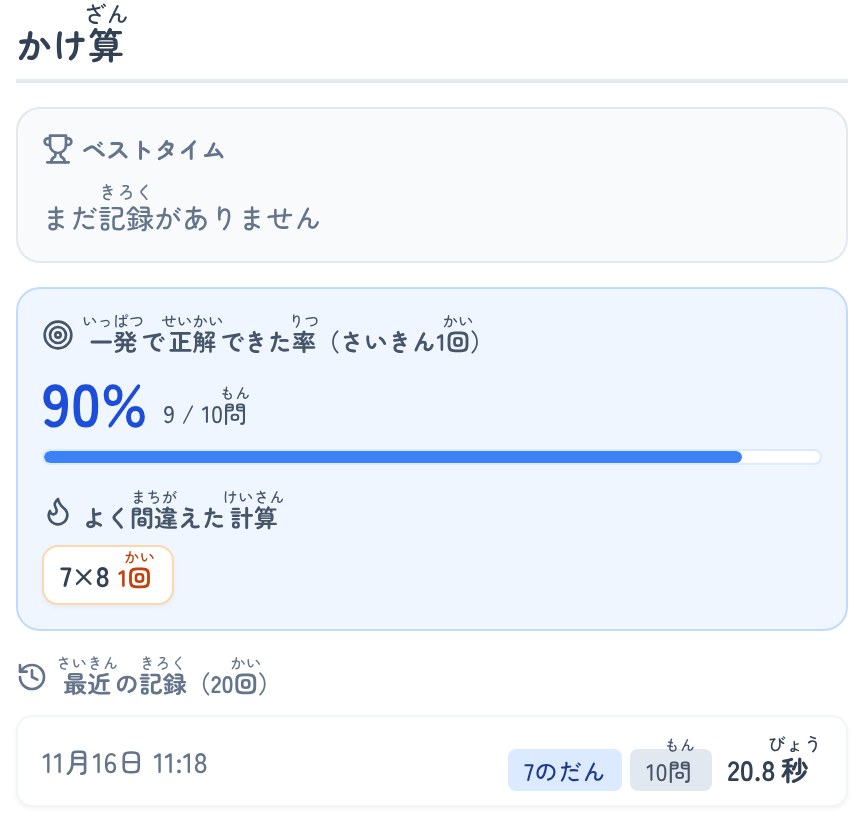 ざん
かけ算
ベストタイム
きろく
まだ記録がありません
いっぱつ せいかい りつ かい
一発で正解できた率（さいきん1回）
もん
90% 9 / 10問
まちが けいさん
よく間違えた計算
かい
7×8 1回
さいきん きろく かい
最近の記録（20回）
もん びょう
11月16日 11:18 7のだん 10問 20.8 秒